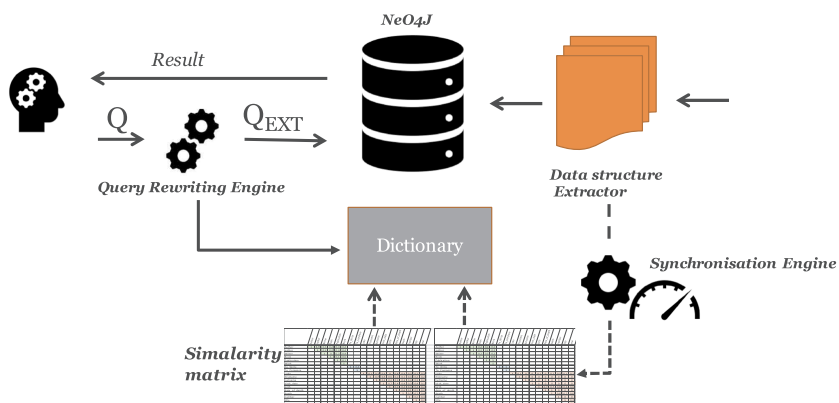 NeO4J
Result
Q
QEXT
Query Rewriting Engine
Data structure
Extractor
Dictionary
Synchronisation Engine
Simalarity
matrix